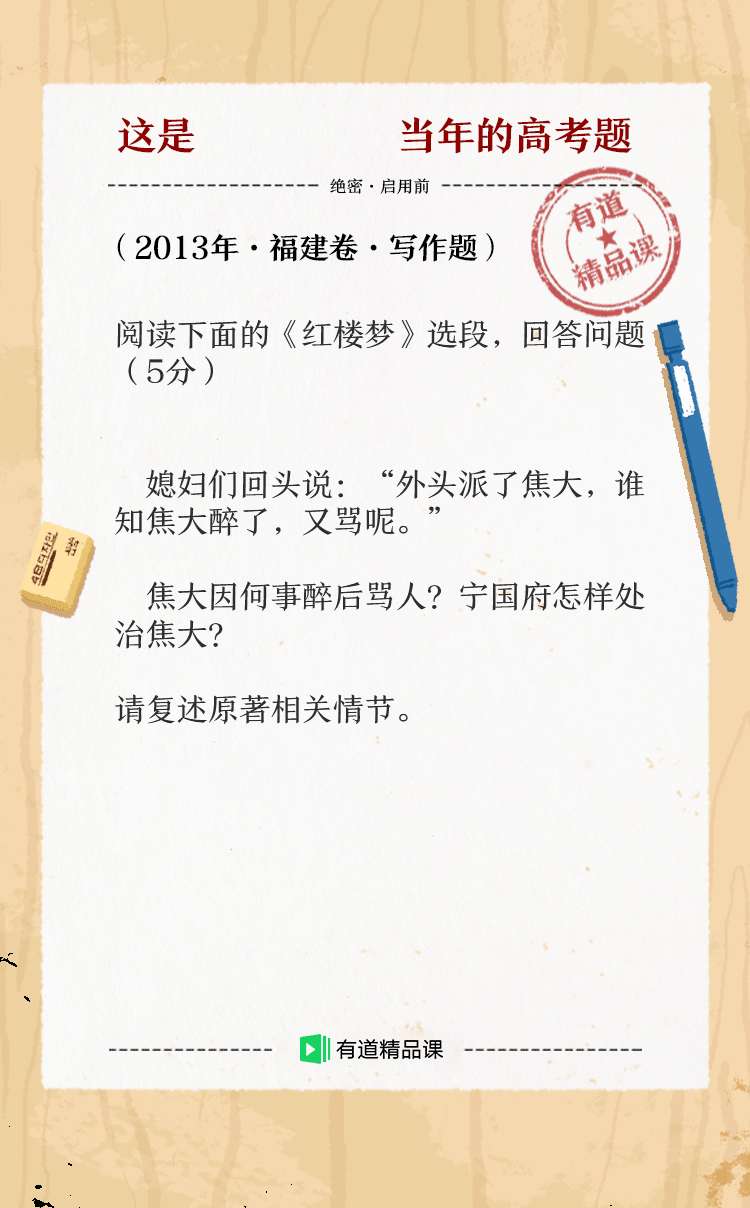 这是 当年的高考题
绝密·启用前
有道
精品课
（2013年·福建卷·写作题）
阅读下面的《红楼梦》选段，回答问题
（5分）
媳妇们回头说：“外头派了焦大，谁
知焦大醉了，又骂呢。”
焦大因何事醉后骂人？宁国府怎样处
治焦大？
请复述原著相关情节。
有道精品课